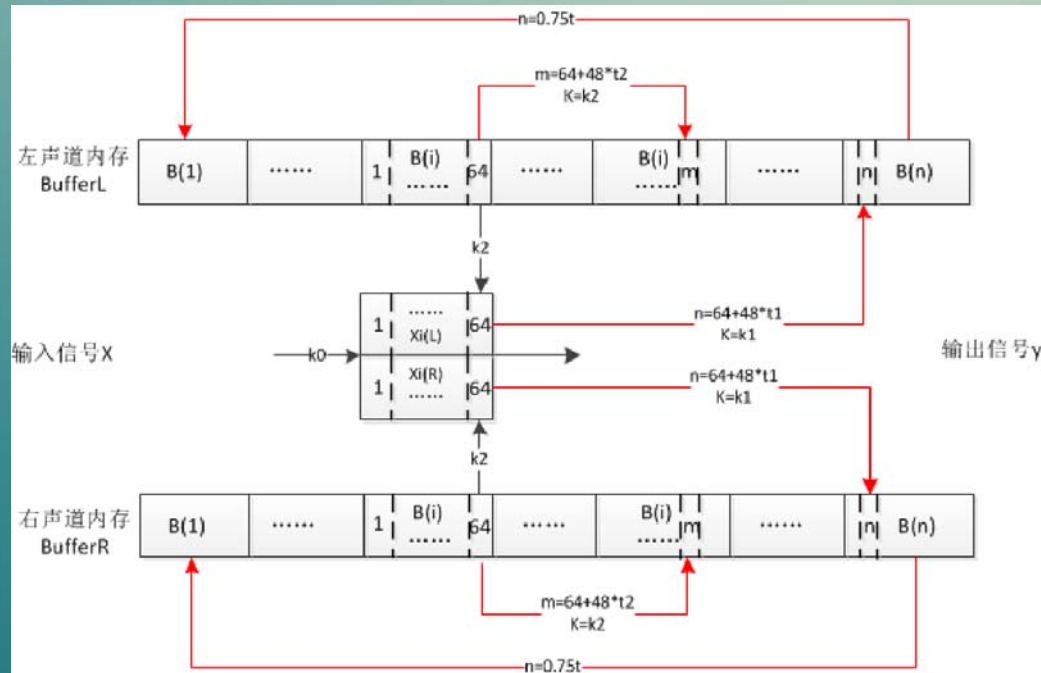 n=0.75t
m=64+48*t2
K=k2
左声道内存
BufferL
B(1) …… 1 B(i) …… 64 …… B(i) …… m …… n B(n)
k2
1 …… Xi(L) 64
n=64+48*t1
K=k1
输入信号X
k0
输出信号y
1 Xi(R) …… 64
n=64+48*t1
K=k1
k2
右声道内存
BufferR
B(1) …… 1 B(i) …… 64 …… B(i) …… m …… n B(n)
m=64+48*t2
K=k2
n=0.75t